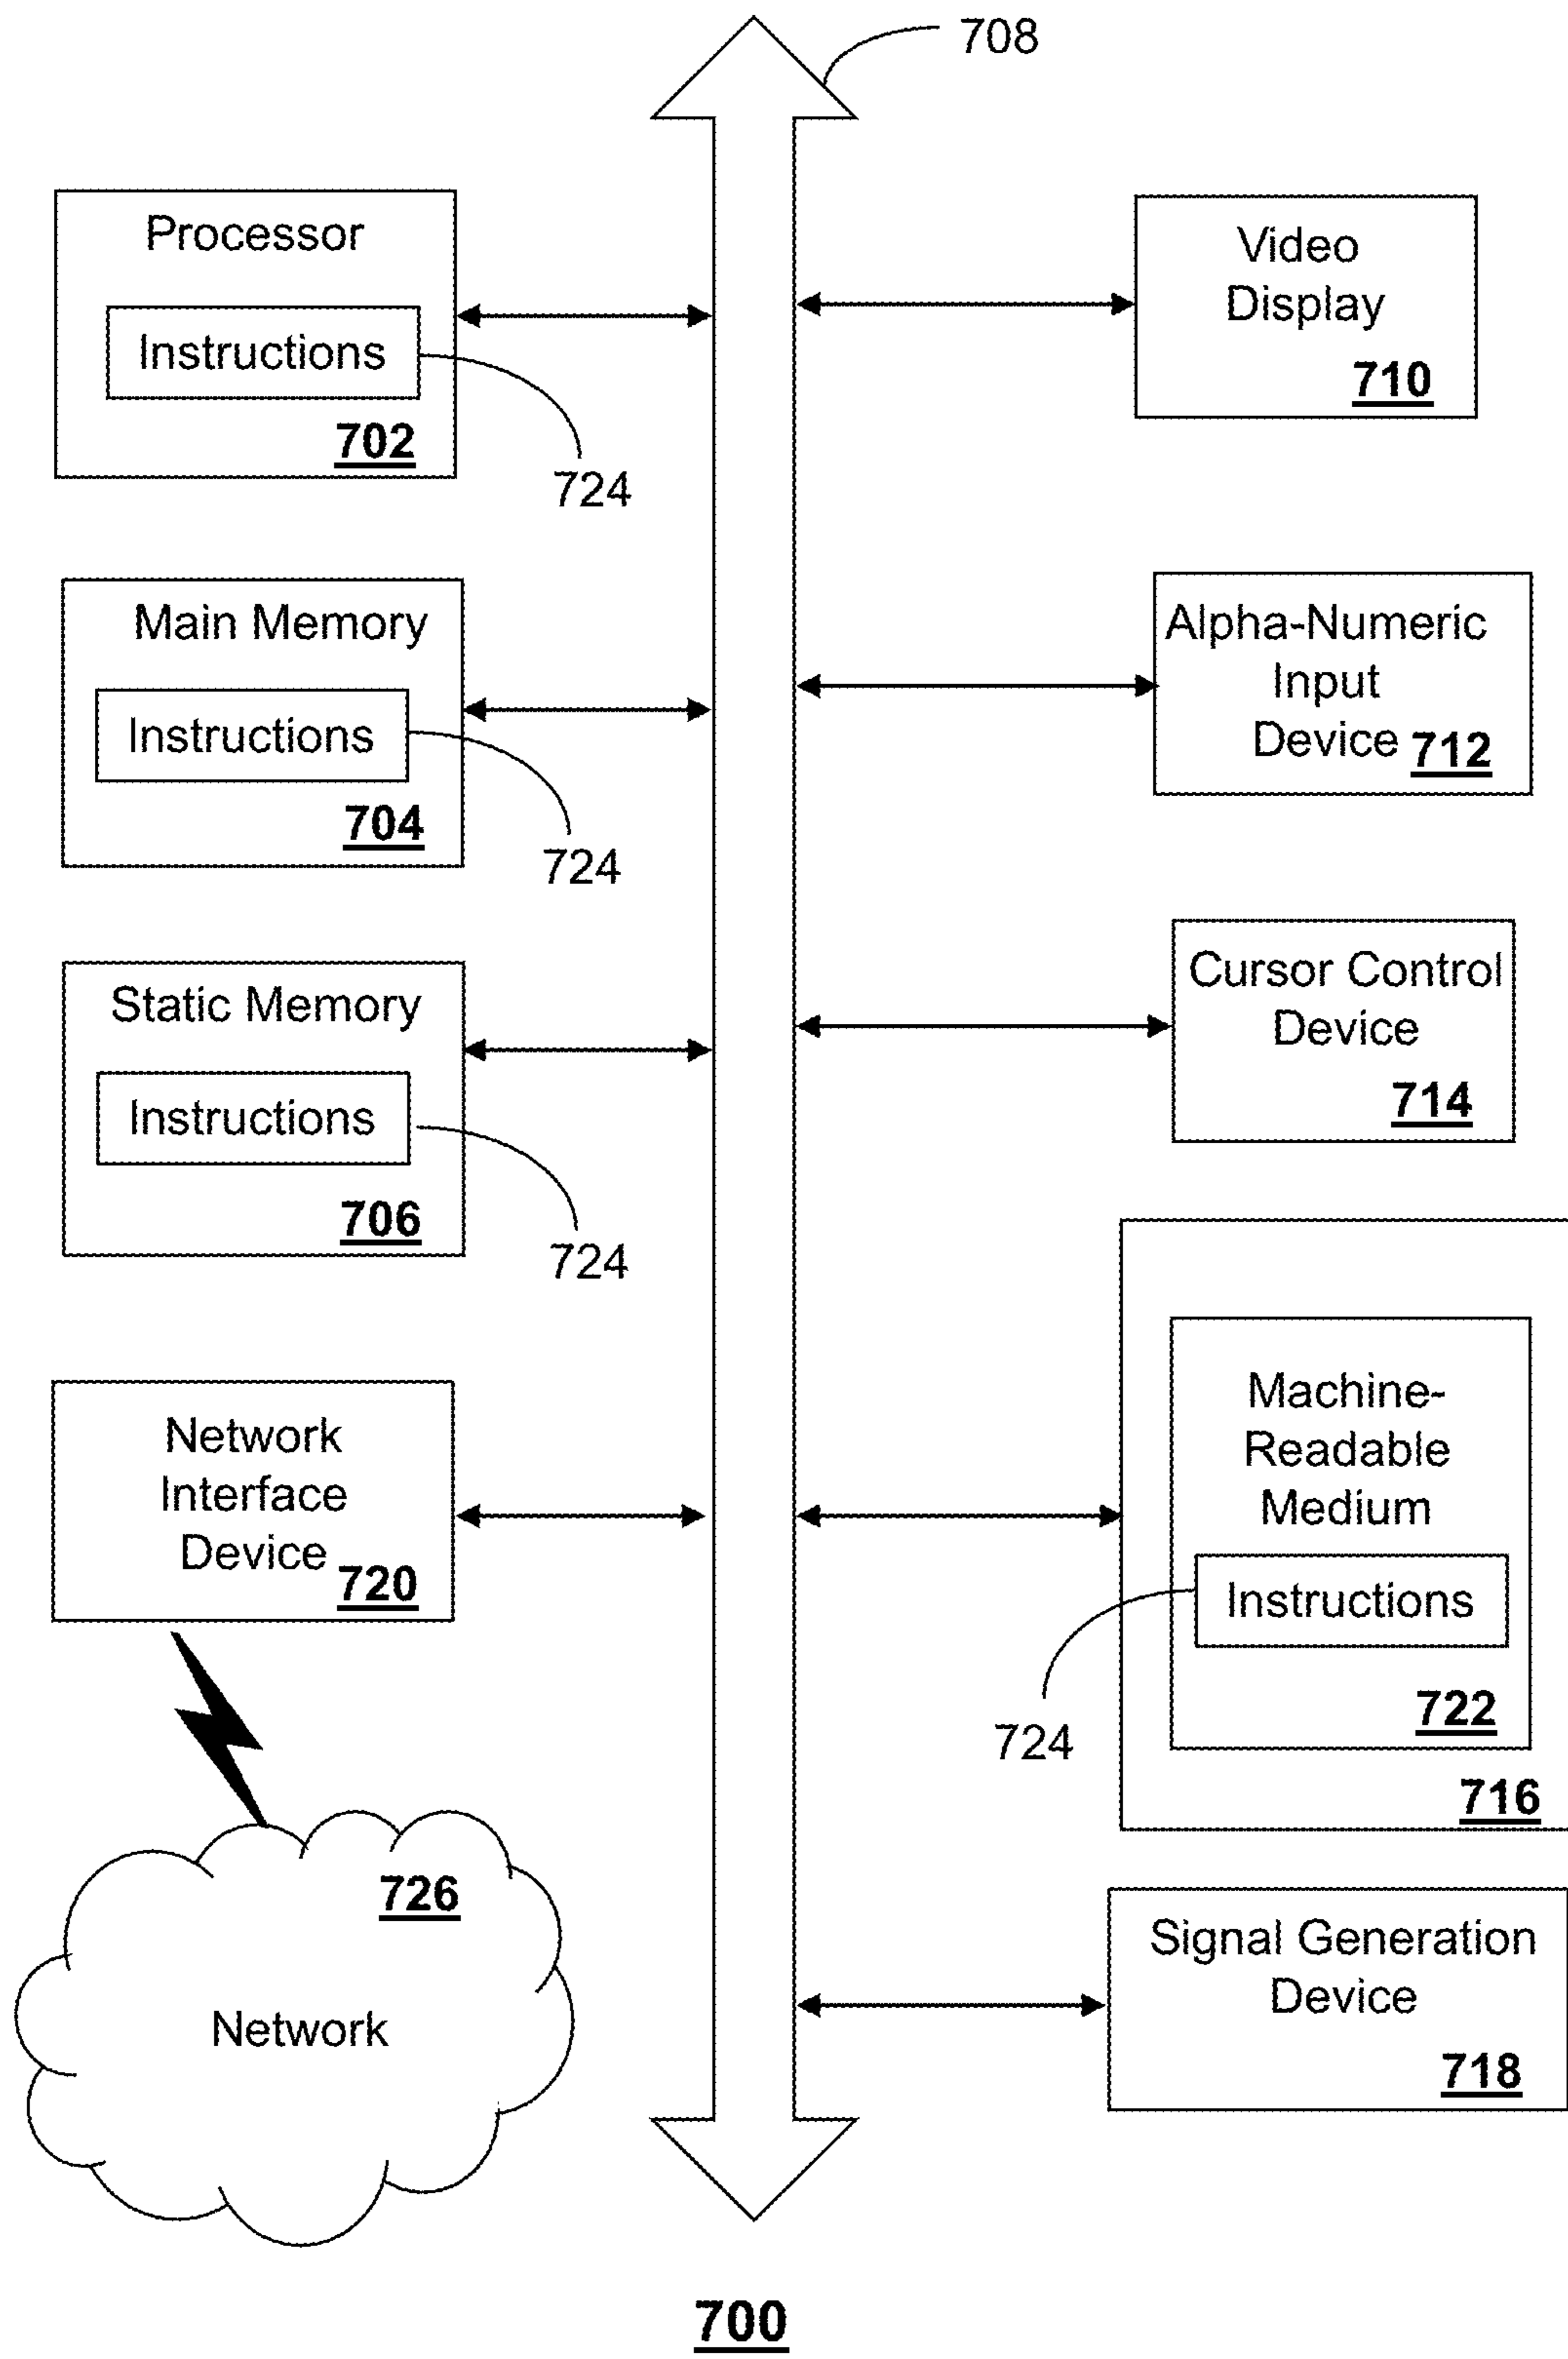 708
Processor
Instructions
702
724
Main Memory
Instructions
704
724
Static Memory
Instructions
706
724
Network
Interface
Device 720
726
Network
Video
Display
710
Alpha-Numeric
Input
Device 712
Cursor Control
Device
714
Machine-
Readable
Medium
Instructions
724
722
716
Signal Generation
Device
718
700